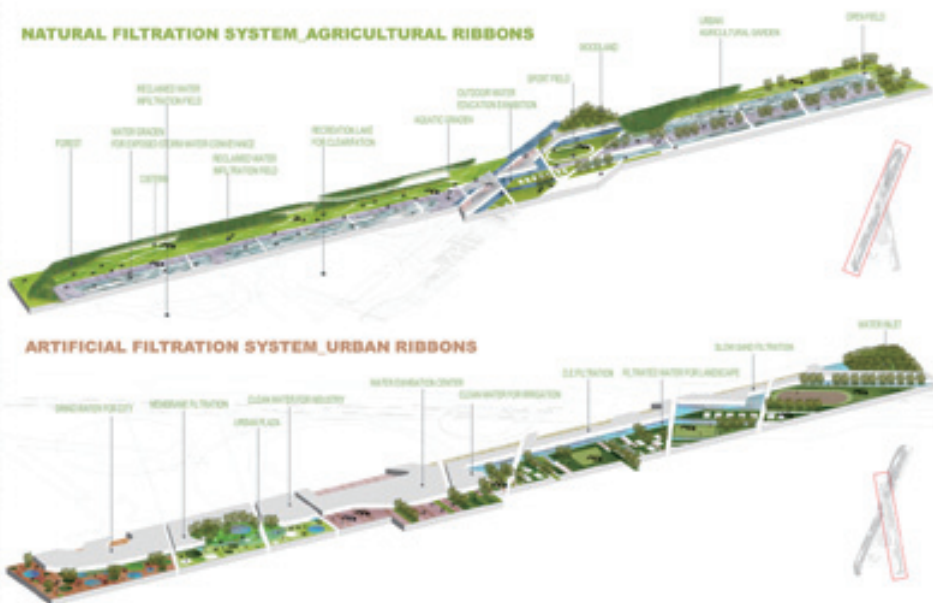 NATURAL FILTRATION SYSTEM_AGRICULTURAL RIBBONS
OPEN FIELD
URBAN
AGRICULTURAL GARDEN
WOODLAND
SPORT FIELD
OUTDOOR WATER
EDUCATION EXHIBITION
RECLAIMED WATER
INFILTRATION FIELD
AQUATIC GRADEN
RECREATION LAKE
FOR CLEARIFATION
WATER GRADEN
FOR EXPOSED STORM WATER CONVEYANCE
FOREST
CISTERN
RECLAIMED WATER
INFILTRATION FIELD
ARTIFICIAL FILTRATION SYSTEM_URBAN RIBBONS
WATER INLET
SLOW SAND FILTRATION
FILTRATED WATER FOR LANDSCAPE
WATER EXHIBITION CENTER
CLEAN WATER FOR IRRIGATION
CLEAN WATER FOR INDUSTRY
MEMBRANE FILTRATION
URBAN PLAZA